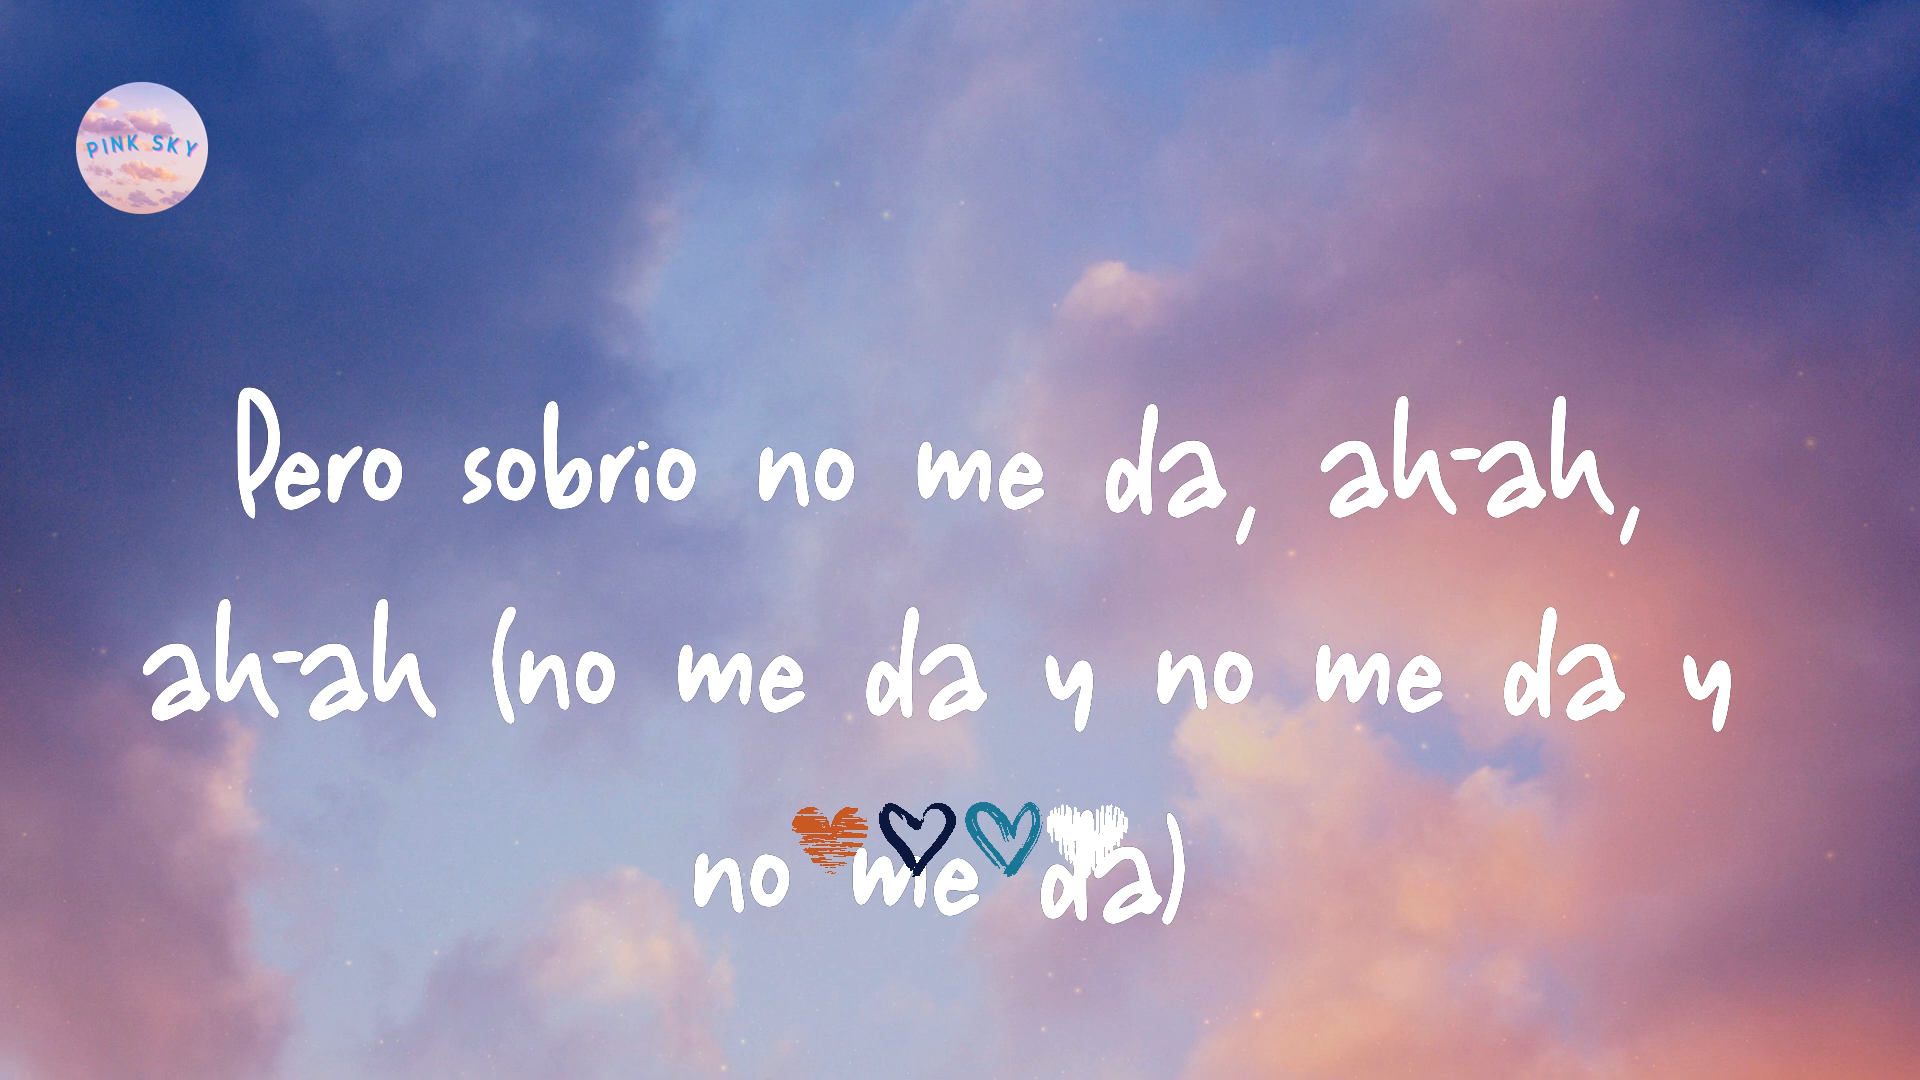 PINK SKY
Pero sobrio no me da, ah-ah,
ah-ah (no me da y no me da y
no me da)